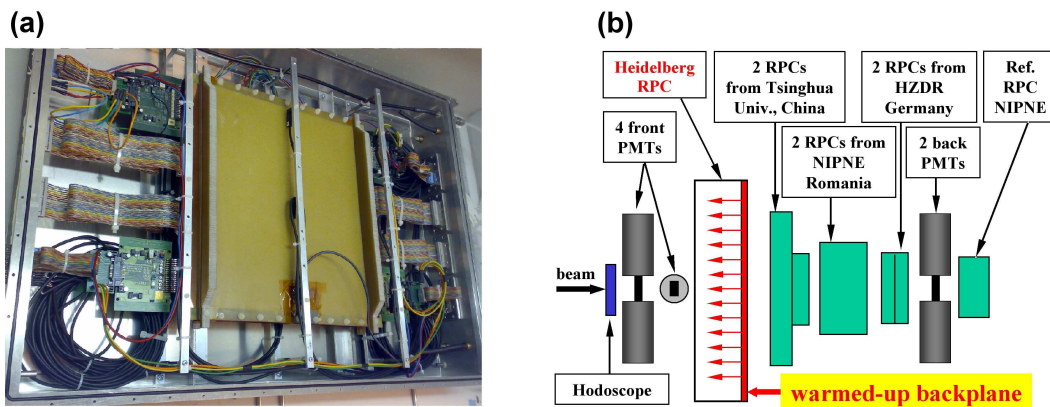 (a)
(b)
Heidelberg
RPC
2 RPCs
from Tsinghua
Univ., China
2 RPCs from
HZDR
Germany
Ref.
RPC
NIPNE
4 front
PMTs
2 RPCs from
NIPNE
Romania
2 back
PMTs
beam
Hodoscope
warmed-up backplane